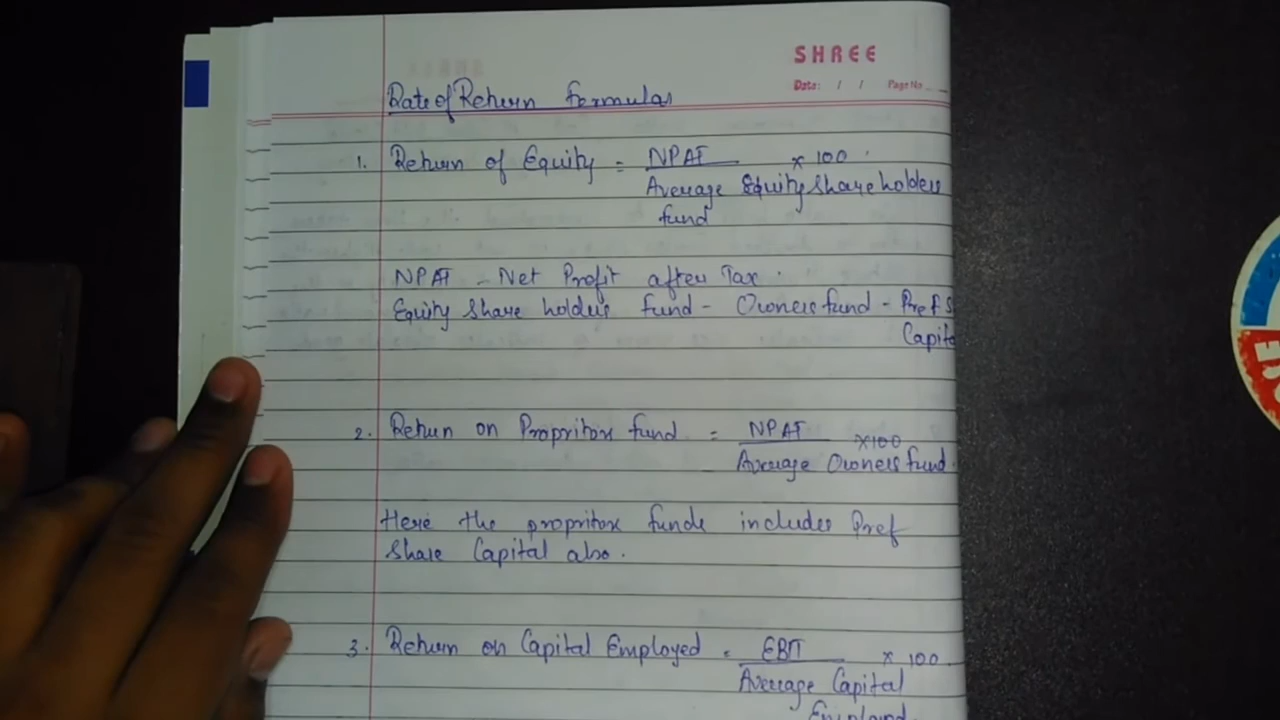 SHREE
Date: / / Page No
Rate of Return Formulas
1. Return of Equity = NPAT x 100
Average Equity Share holders
fund
NPAT - Net Profit after Tax.
Equity Share holders fund - Owners fund - Pref S
Capita
2. Return on Propritor fund = NPAT x100
Average Owners fund.
Here the propritor funds includes Pref
Share Capital also.
3. Return on Capital Employed = EBIT x 100
Average Capital
Employed